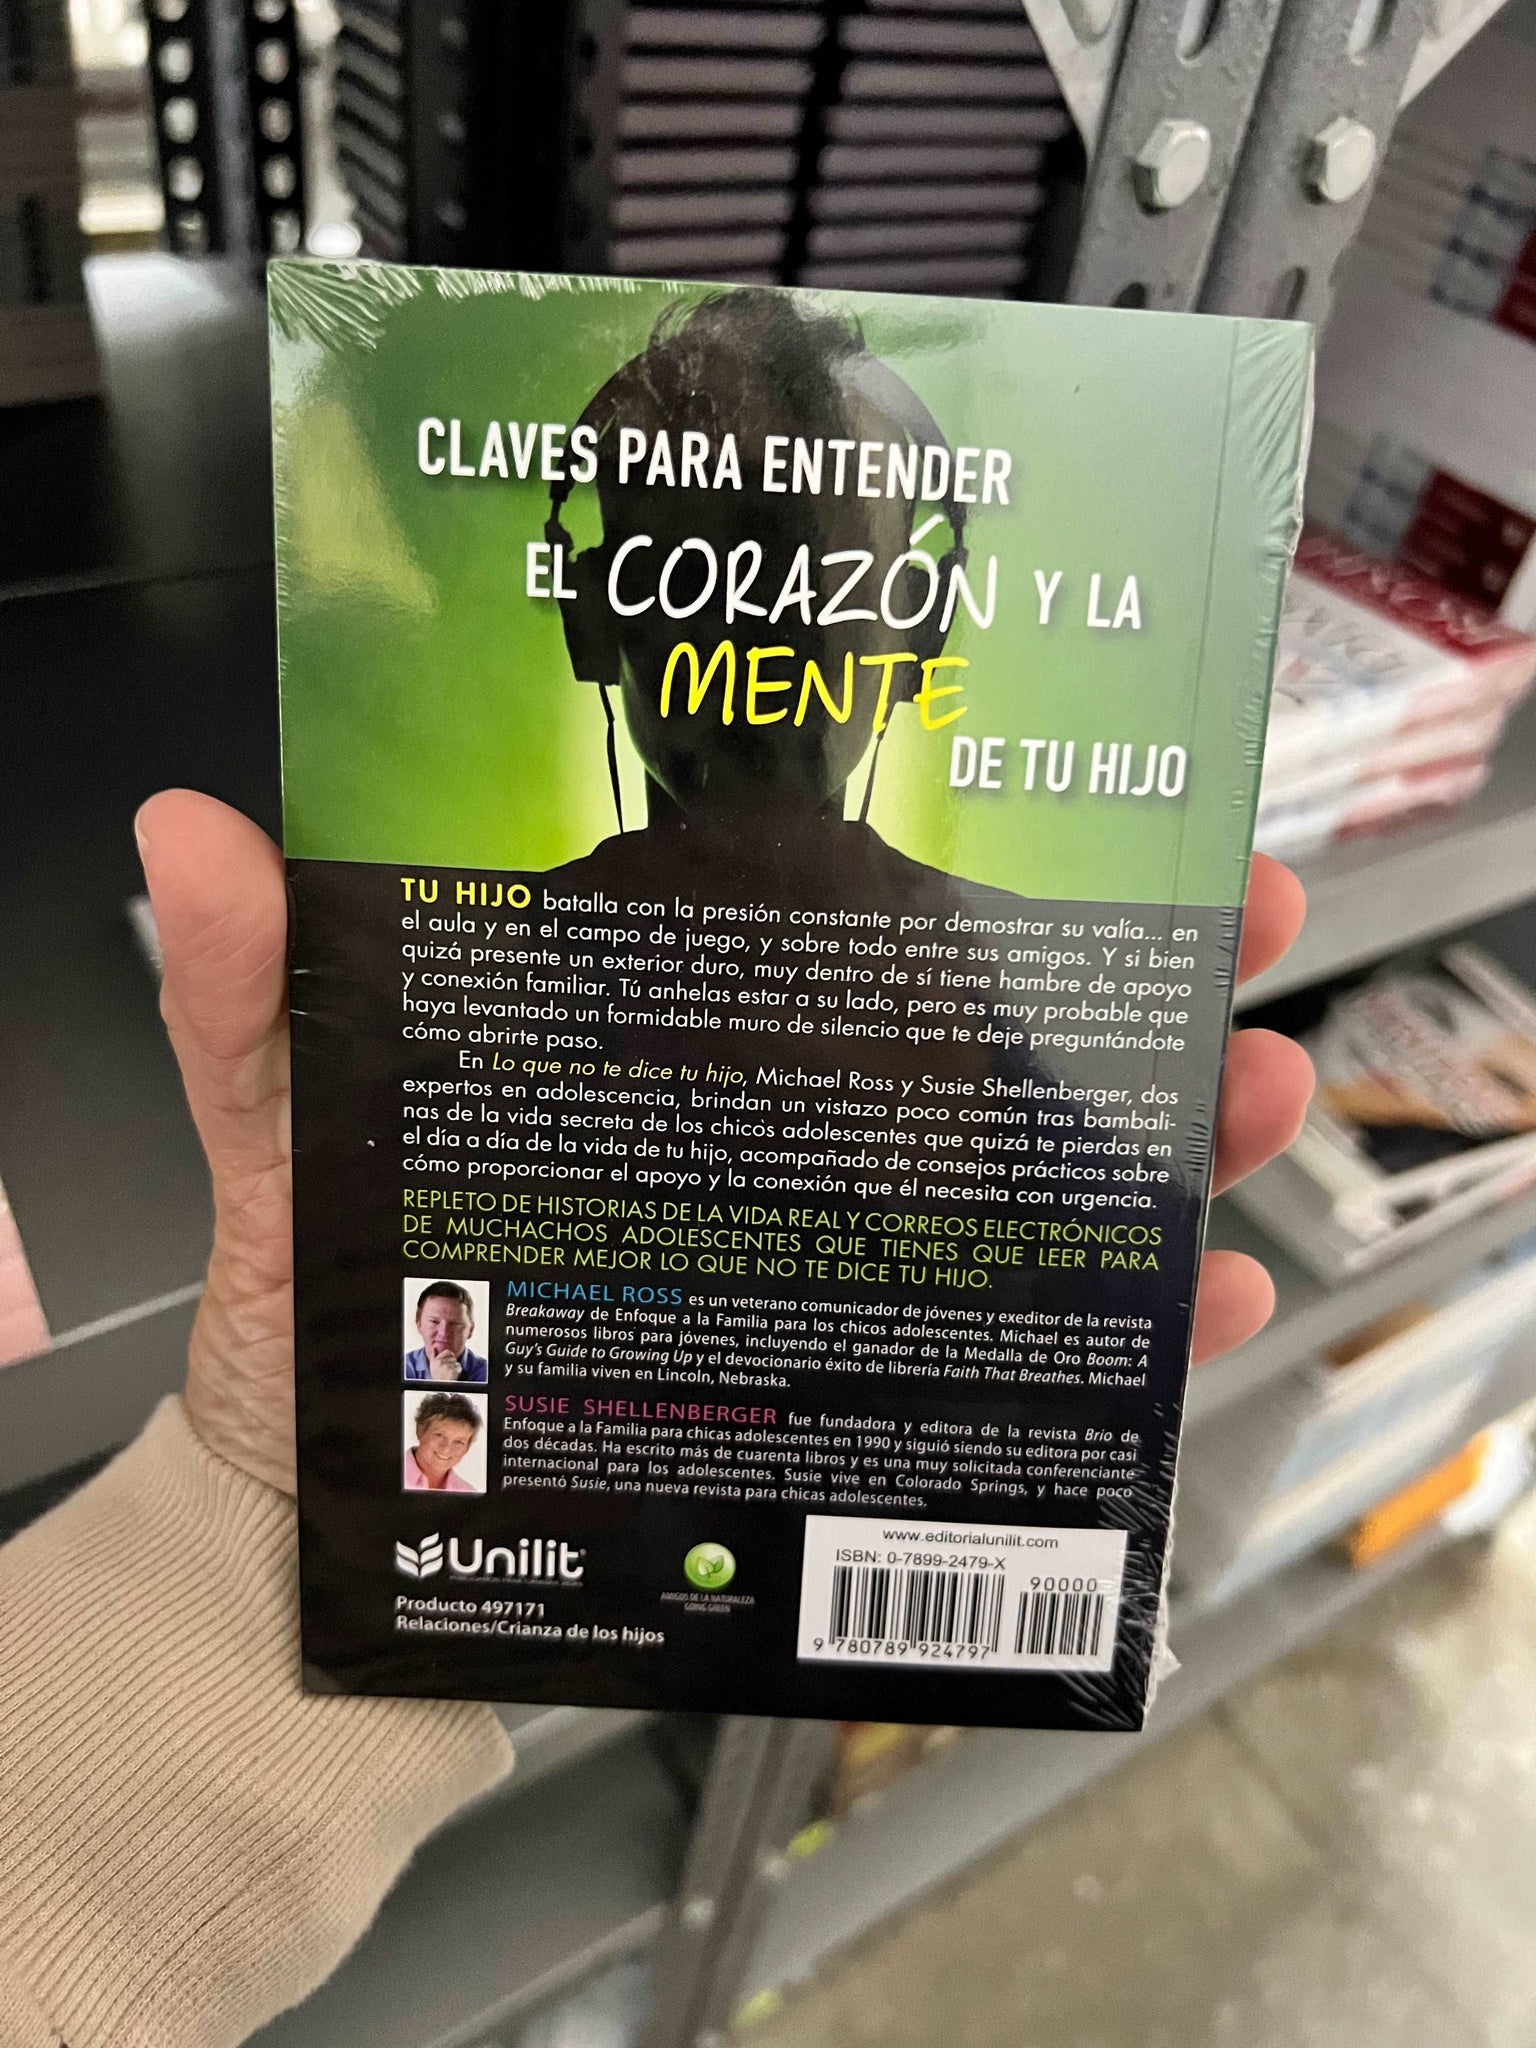 CLAVES PARA ENTENDER
EL CORAZÓN Y LA
MENTE
DE TU HIJO
TU HIJO batalla con la presión constante por demostrar su valía... en
el aula y en el campo de juego, y sobre todo entre sus amigos. Y si bien
quizá presente un exterior duro, muy dentro de sí tiene hambre de apoyo
y conexión familiar. Tú anhelas estar a su lado, pero es muy probable que
haya levantado un formidable muro de silencio que te deje preguntándote
cómo abrirte paso.
En Lo que no te dice tu hijo, Michael Ross y Susie Shellenberger, dos
expertos en adolescencia, brindan un vistazo poco común tras bambali-
nas de la vida secreta de los chicos adolescentes que quizá te pierdas en
el día a día de la vida de tu hijo, acompañado de consejos prácticos sobre
cómo proporcionar el apoyo y la conexión que él necesita con urgencia.
REPLETO DE HISTORIAS DE LA VIDA REAL Y CORREOS ELECTRÓNICOS
DE MUCHACHOS ADOLESCENTES QUE TIENES QUE LEER PARA
COMPRENDER MEJOR LO QUE NO TE DICE TU HIJO.
MICHAEL ROSS es un veterano comunicador de jóvenes y exeditor de la revista
Breakaway de Enfoque a la Familia para los chicos adolescentes. Michael es autor de
numerosos libros para jóvenes, incluyendo el ganador de la Medalla de Oro Boom: A
Guy's Guide to Growing Up y el devocionario éxito de librería Faith That Breathes. Michael
y su familia viven en Lincoln, Nebraska.
SUSIE SHELLENBERGER fue fundadora y editora de la revista Brio de
Enfoque a la Familia para chicas adolescentes en 1990 y siguió siendo su editora por casi
dos décadas. Ha escrito más de cuarenta libros y es una muy solicitada conferenciante
internacional para los adolescentes. Susie vive en Colorado Springs, y hace poco
presentó Susie, una nueva revista para chicas adolescentes.
Unilit
Producto 497171
Relaciones/Crianza de los hijos
AMIGOS DE LA NATURALEZA
GOING GREEN
www.editorialunilit.com
ISBN: 0-7899-2479-X
90000
9 780789 924797